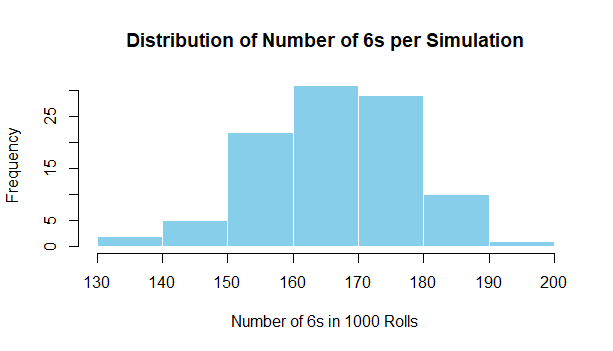 Distribution of Number of 6s per Simulation
Frequency
25
15
5
0
130 140 150 160 170 180 190 200
Number of 6s in 1000 Rolls